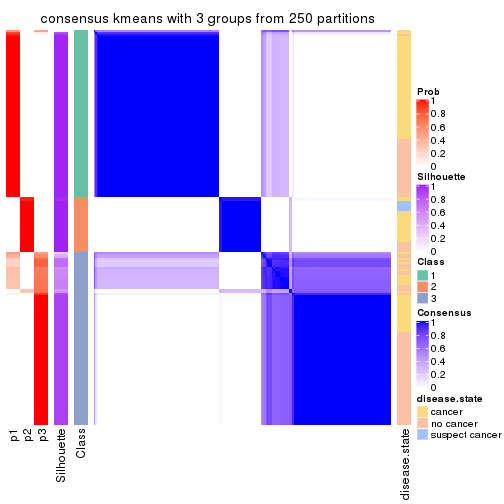 consensus kmeans with 3 groups from 250 partitions
Prob
1
0.8
0.6
0.4
0.2
0
Silhouette
1
0.8
0.6
0.4
0.2
0
Class
1
2
3
Consensus
1
0.8
0.6
0.4
0.2
0
disease.state
cancer
no cancer
suspect cancer
p1
p2
p3
Silhouette
Class
disease.state